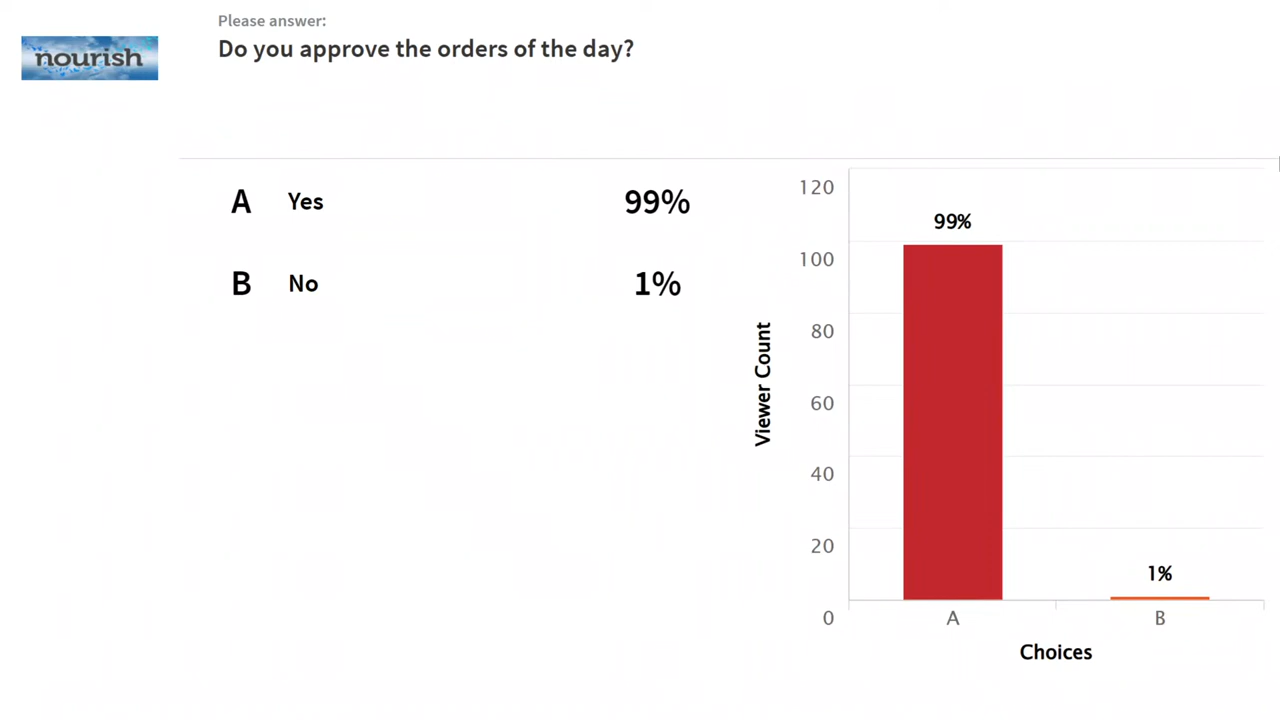 Please answer:
nourish
Do you approve the orders of the day?
A Yes 99%
B No 1%
120
100
80
60
40
20
0
Viewer Count
99%
1%
A B
Choices